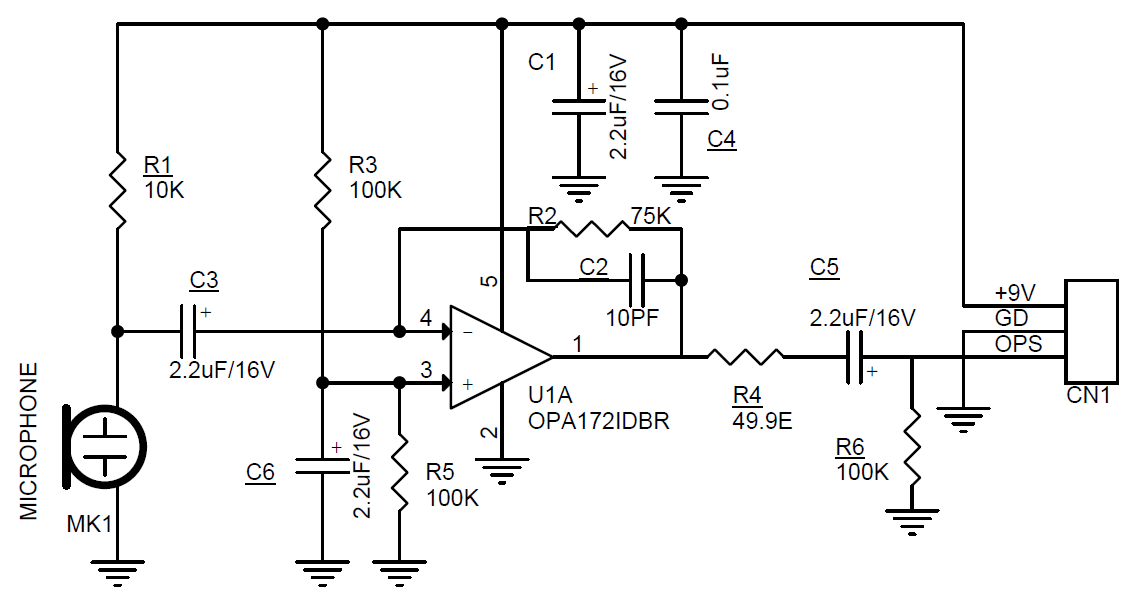 C1
2.2uF/16V
+
0.1uF
C4
R1
10K
R3
100K
R2
75K
C3
+
2.2uF/16V
C2
10PF
5
4
−
3
+
1
2
U1A
OPA172IDBR
C5
2.2uF/16V
+
+9V
GD
OPS
CN1
R4
49.9E
R6
100K
MICROPHONE
MK1
C6
+
2.2uF/16V
R5
100K